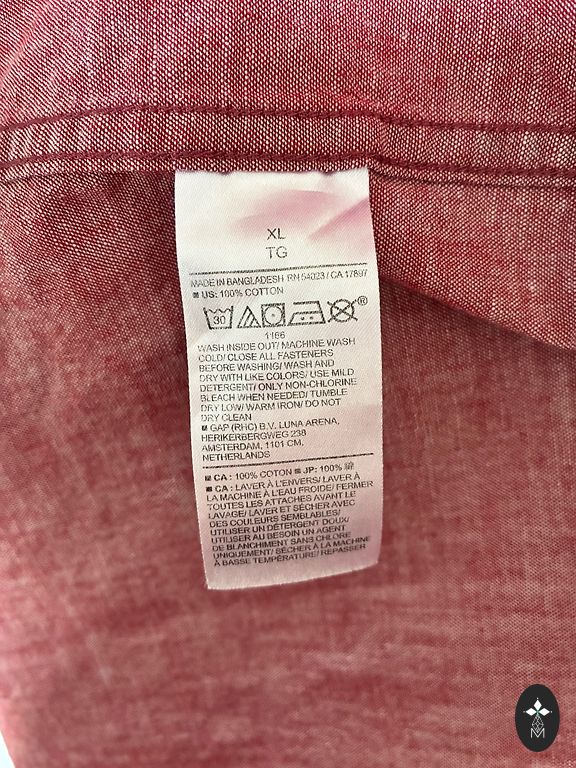 XL
TG
MADE IN BANGLADESH RN 54023 / CA 17897
US: 100% COTTON
30
®
1166
WASH INSIDE OUT/ MACHINE WASH
COLD/ CLOSE ALL FASTENERS
BEFORE WASHING/ WASH AND
DRY WITH LIKE COLORS/ USE MILD
DETERGENT/ ONLY NON-CHLORINE
BLEACH WHEN NEEDED/ TUMBLE
DRY LOW/ WARM IRON/ DO NOT
DRY CLEAN
GAP (RHC) B.V. LUNA ARENA,
HERIKERBERGWEG 238
AMSTERDAM, 1101 CM,
NETHERLANDS
CA : 100% COTON JP: 100% 綿
CA : LAVER À L'ENVERS/ LAVER À
LA MACHINE À L'EAU FROIDE/ FERMER
TOUTES LES ATTACHES AVANT LE
LAVAGE/ LAVER ET SÉCHER AVEC
DES COULEURS SEMBLABLES/
UTILISER UN DÉTERGENT DOUX/
UTILISER AU BESOIN UN AGENT
DE BLANCHIMENT SANS CHLORE
UNIQUEMENT/ SÉCHER À LA MACHINE
À BASSE TEMPÉRATURE/ REPASSER
M